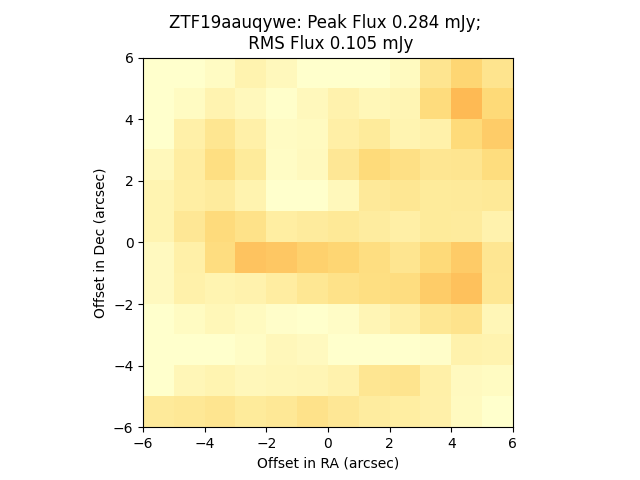 ZTF19aauqywe: Peak Flux 0.284 mJy;
RMS Flux 0.105 mJy
6
4
2
0
−2
−4
−6
Offset in Dec (arcsec)
−6 −4 −2 0 2 4 6
Offset in RA (arcsec)